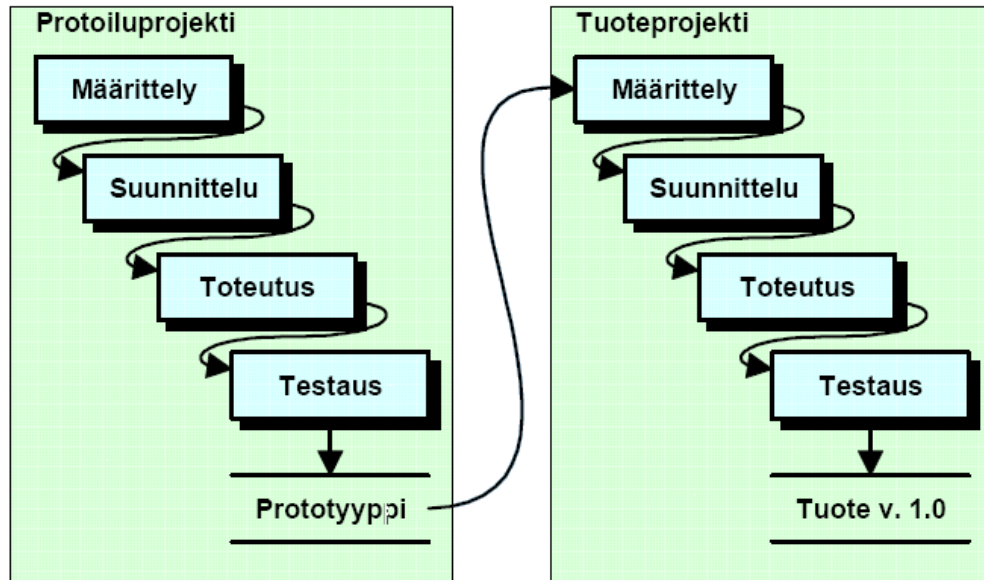 Protoiluprojekti
Määrittely
Suunnittelu
Toteutus
Testaus
Prototyyppi
Tuoteprojekti
Määrittely
Suunnittelu
Toteutus
Testaus
Tuote v. 1.0